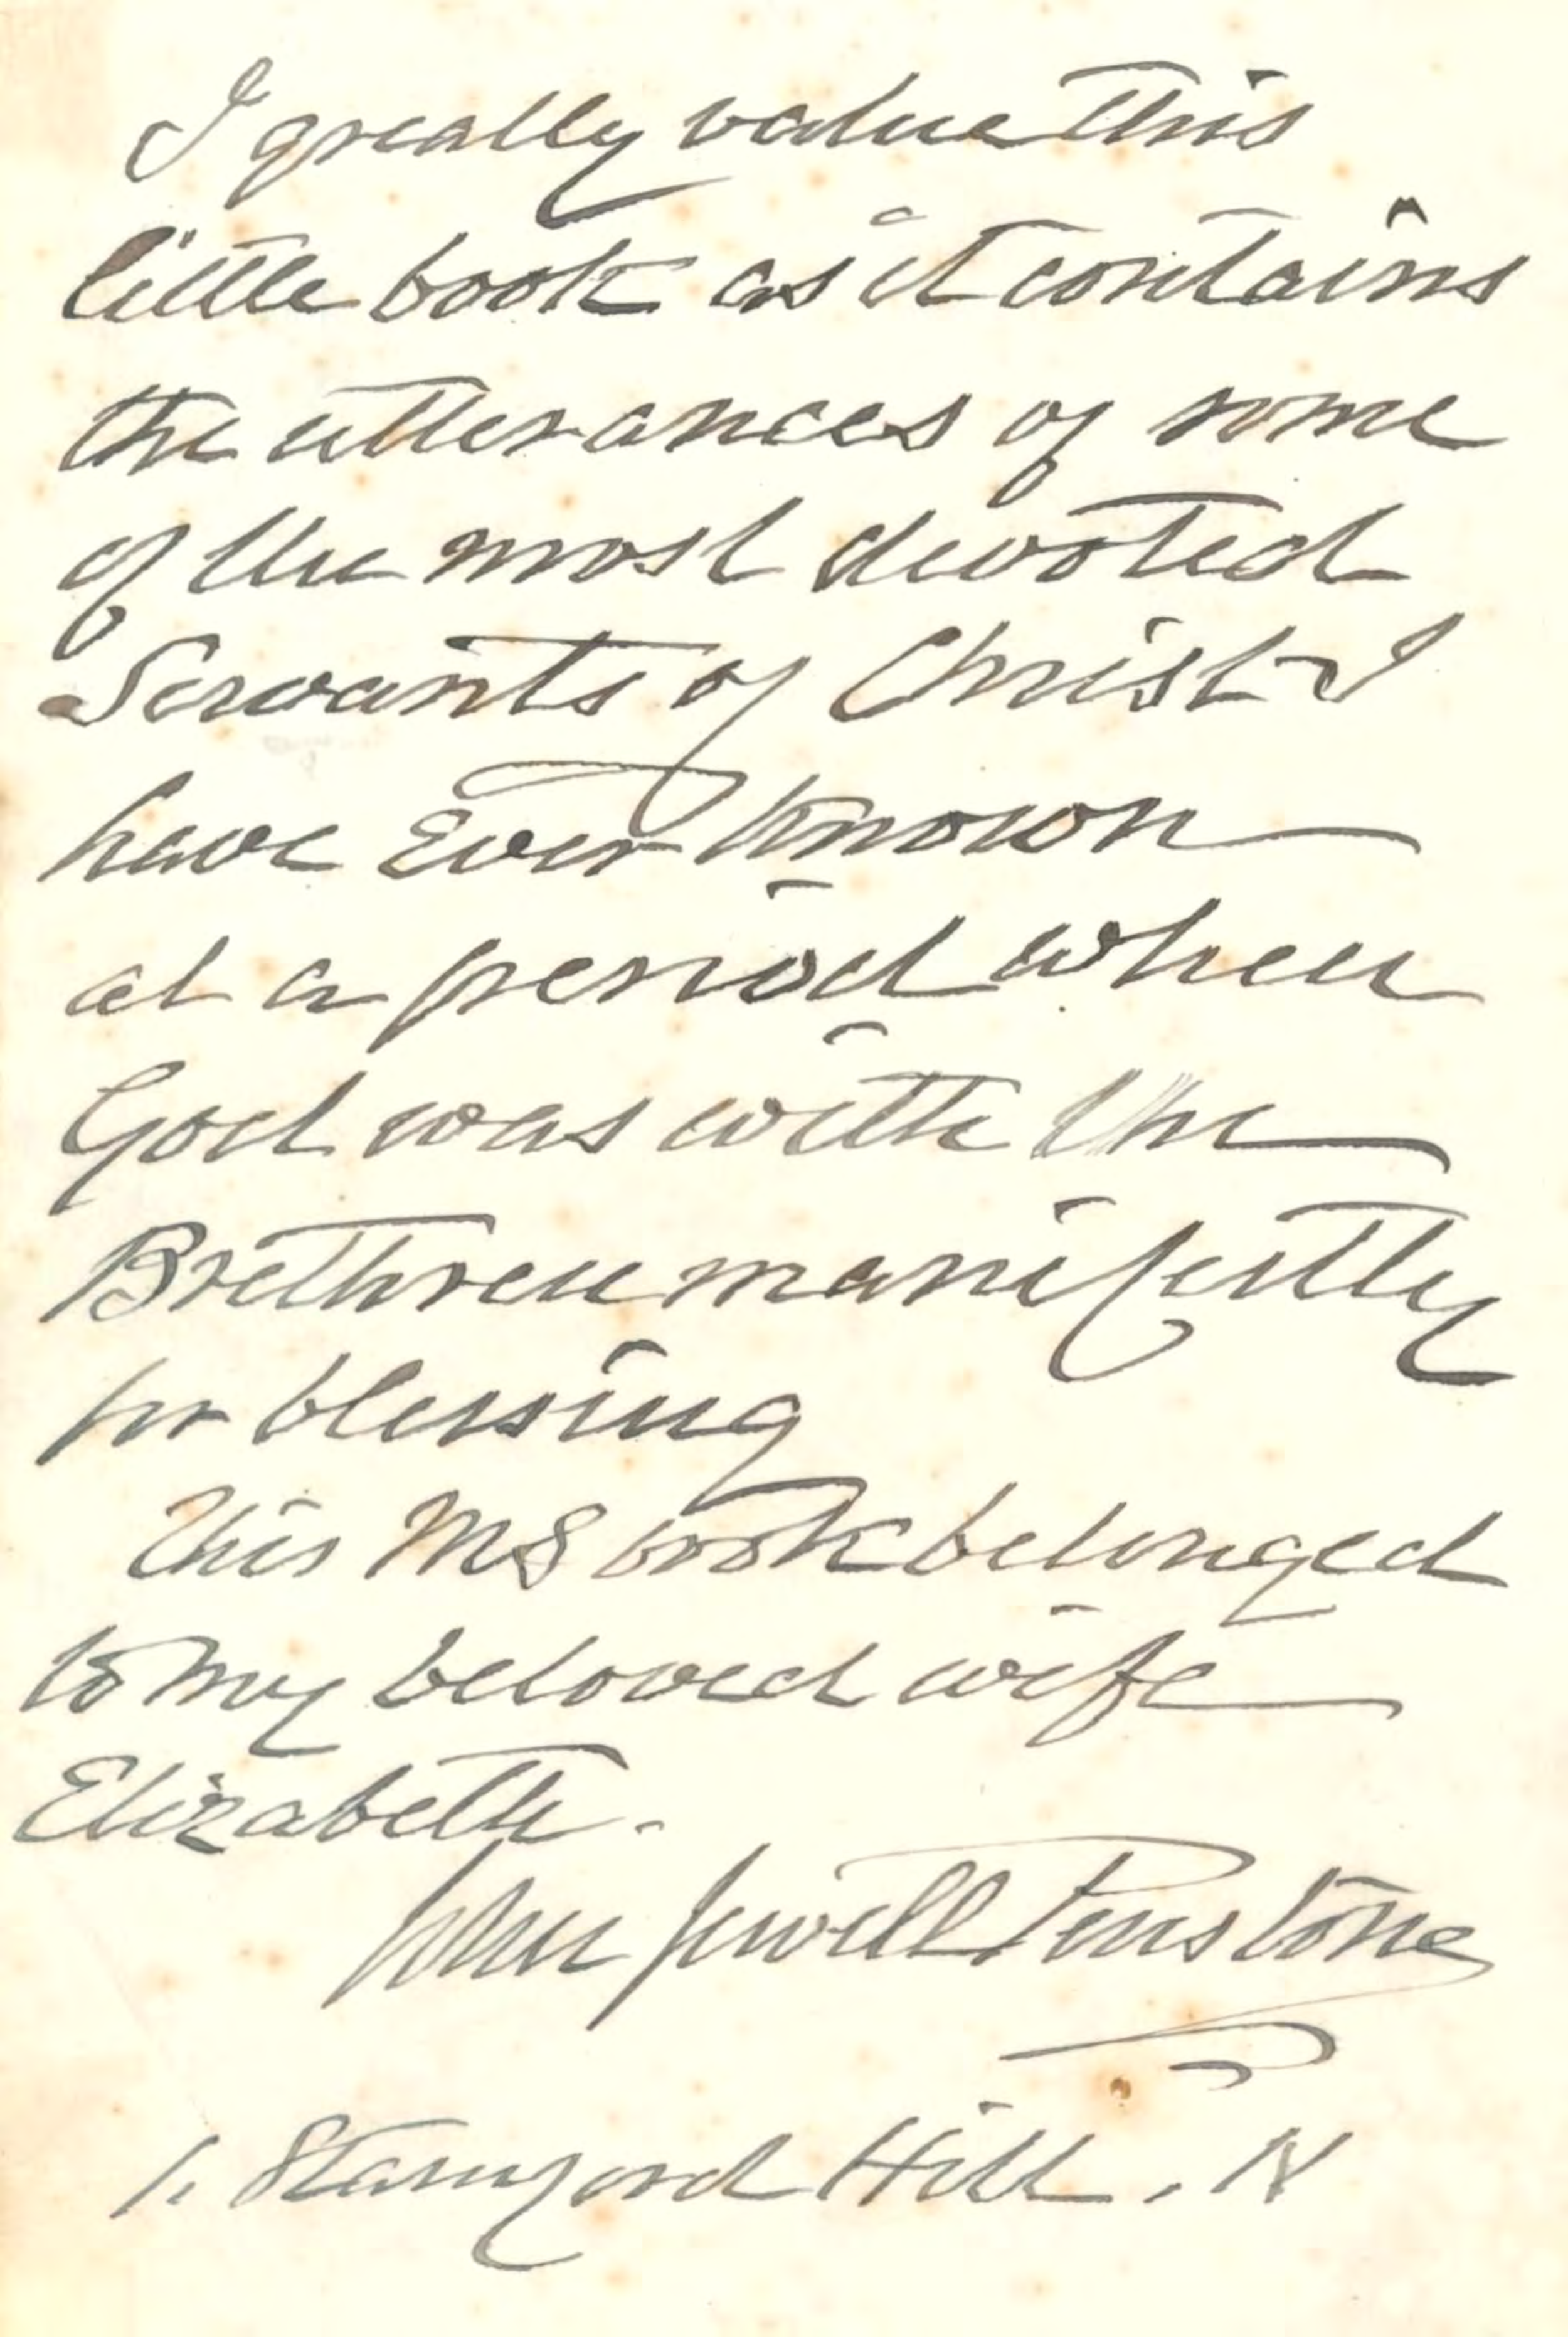 I greatly value this
little book as it contains
the utterances of some
of the most devoted
Servants of Christ I
have Ever known
at a period when
God was with the
Brethren manifestly
for blessing
This MS book belonged
to my beloved wife
Elizabeth.
John Jewell Penstone
1. Stamford Hill. N